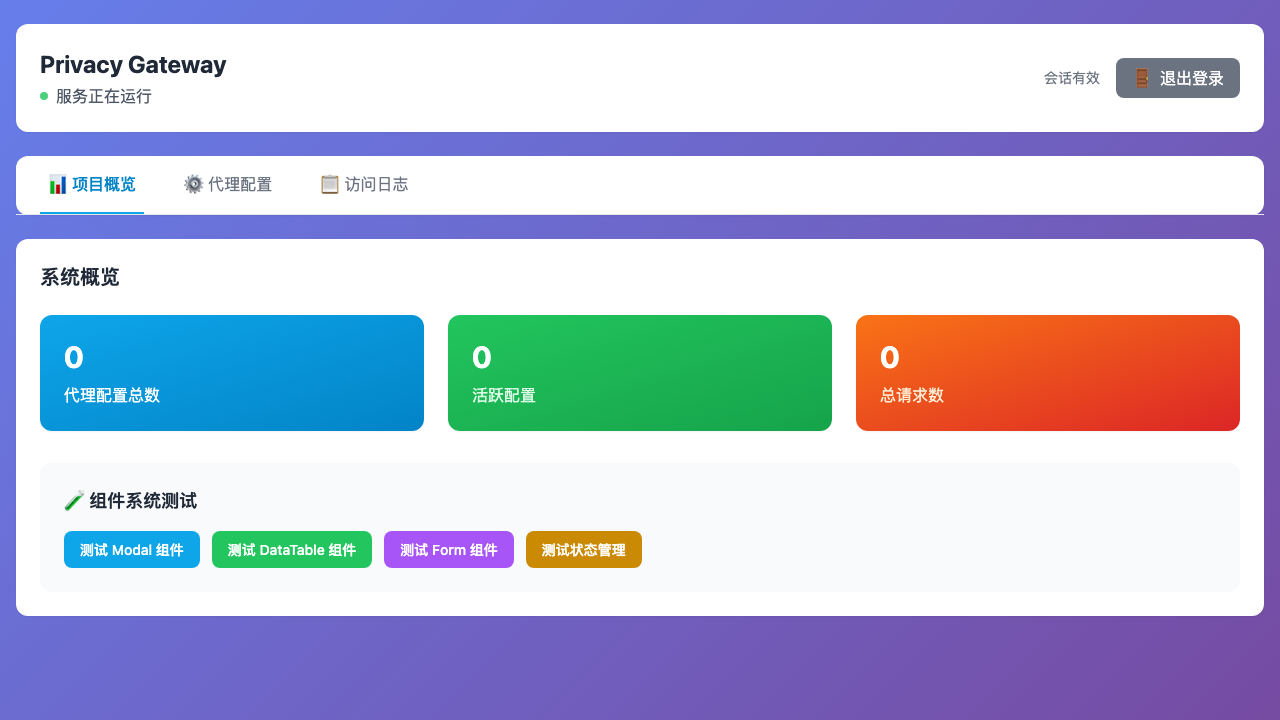 Privacy Gateway
服务正在运行
会话有效
🚪 退出登录
📊 项目概览
⚙️ 代理配置
📋 访问日志
系统概览
0
代理配置总数
0
活跃配置
0
总请求数
🧪 组件系统测试
测试 Modal 组件
测试 DataTable 组件
测试 Form 组件
测试状态管理